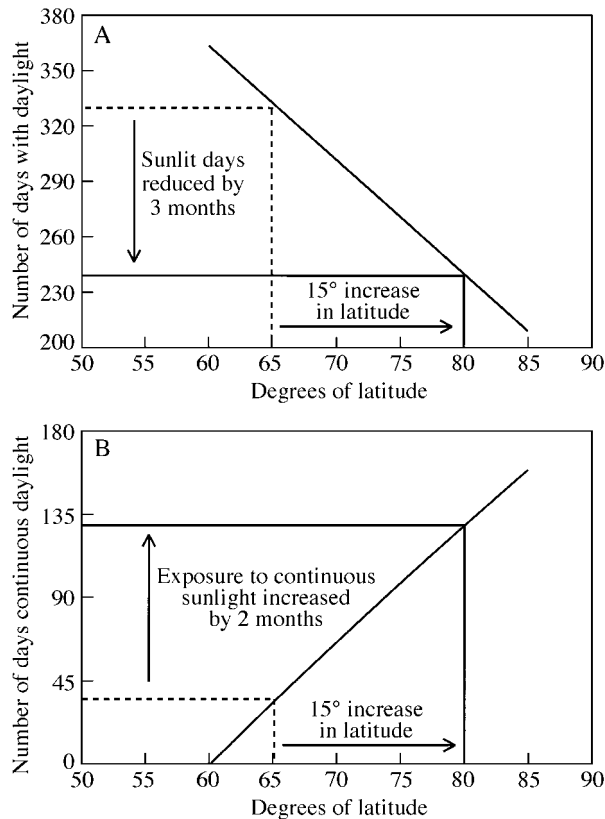 A
Number of days with daylight
380
350
320
290
260
230
200
Sunlit days
reduced by
3 months
15° increase
in latitude
50 55 60 65 70 75 80 85 90
Degrees of latitude
B
Number of days continuous daylight
180
135
90
45
0
Exposure to continuous
sunlight increased
by 2 months
15° increase
in latitude
50 55 60 65 70 75 80 85 90
Degrees of latitude